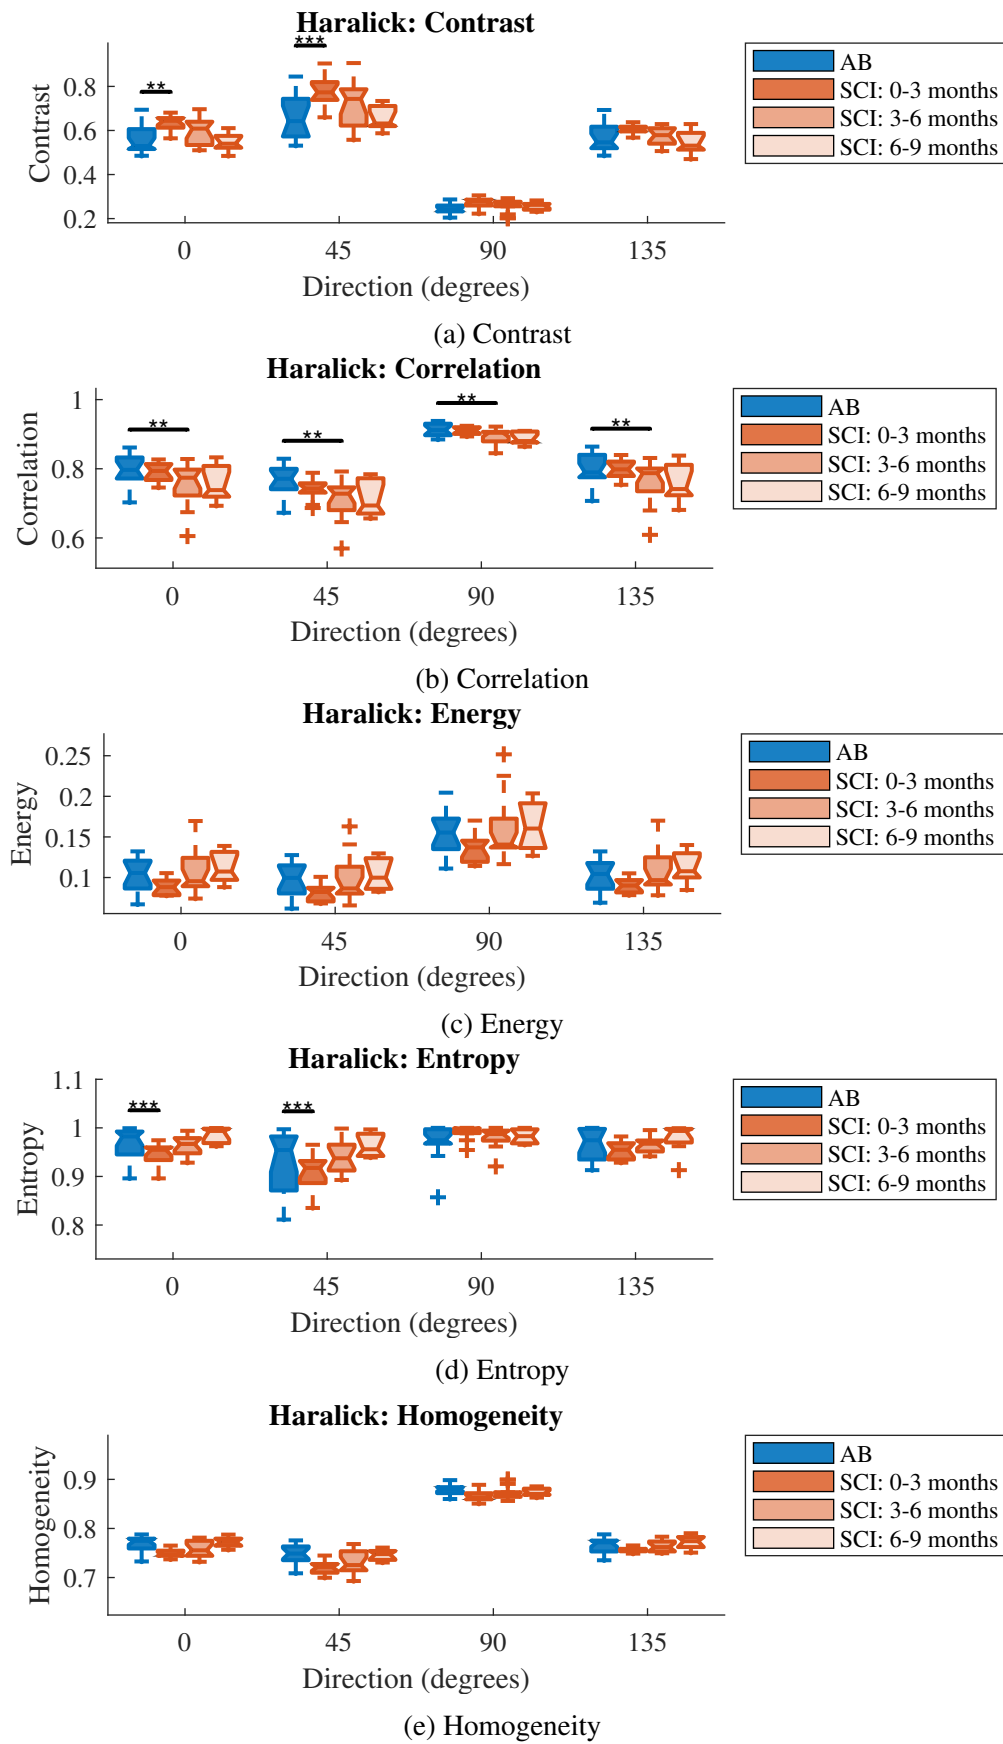 Haralick: Contrast
***
**
0.8
0.6
0.4
0.2
Contrast
0 45 90 135
Direction (degrees)
AB
SCI: 0-3 months
SCI: 3-6 months
SCI: 6-9 months
(a) Contrast
Haralick: Correlation
** ** ** **
1
0.8
0.6
Correlation
0 45 90 135
Direction (degrees)
AB
SCI: 0-3 months
SCI: 3-6 months
SCI: 6-9 months
(b) Correlation
Haralick: Energy
0.25
0.2
0.15
0.1
Energy
0 45 90 135
Direction (degrees)
AB
SCI: 0-3 months
SCI: 3-6 months
SCI: 6-9 months
(c) Energy
Haralick: Entropy
*** ***
1.1
1
0.9
0.8
Entropy
0 45 90 135
Direction (degrees)
AB
SCI: 0-3 months
SCI: 3-6 months
SCI: 6-9 months
(d) Entropy
Haralick: Homogeneity
0.9
0.8
0.7
Homogeneity
0 45 90 135
Direction (degrees)
AB
SCI: 0-3 months
SCI: 3-6 months
SCI: 6-9 months
(e) Homogeneity